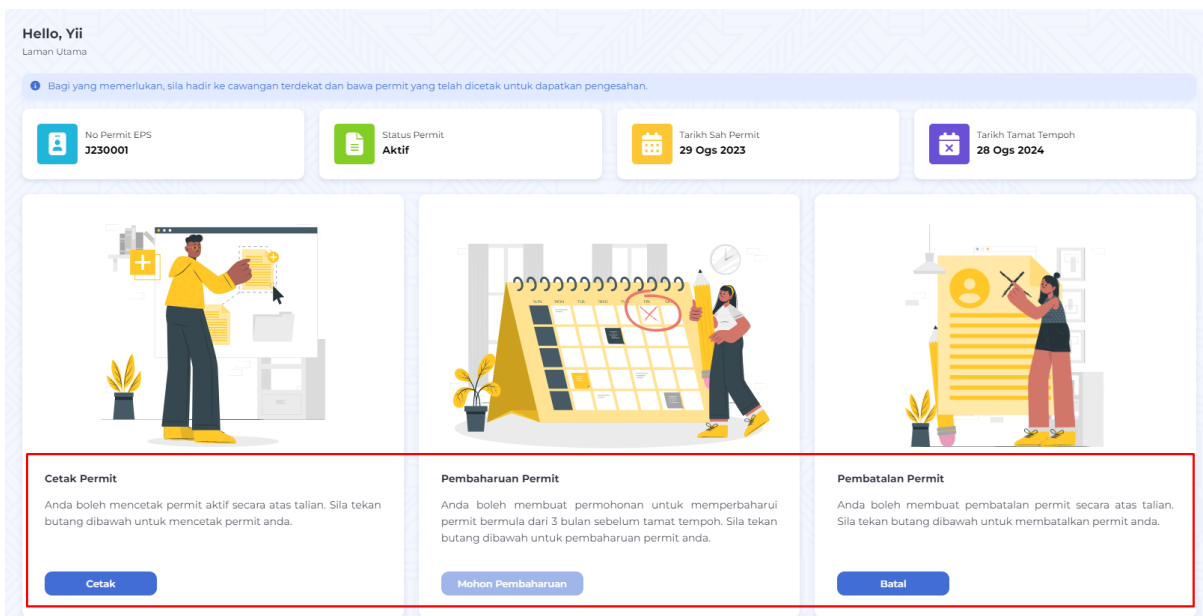 Hello, Yii
Laman Utama
Bagi yang memerlukan, sila hadir ke cawangan terdekat dan bawa permit yang telah dicetak untuk dapatkan pengesahan.
No Permit EPS
J230001
Status Permit
Aktif
Tarikh Sah Permit
29 Ogs 2023
Tarikh Tamat Tempoh
28 Ogs 2024
Cetak Permit
Anda boleh mencetak permit aktif secara atas talian. Sila tekan
butang dibawah untuk mencetak permit anda.
Cetak
Pembaharuan Permit
Anda boleh membuat permohonan untuk memperbaharui
permit bermula dari 3 bulan sebelum tamat tempoh. Sila tekan
butang dibawah untuk pembaharuan permit anda.
Mohon Pembaharuan
Pembatalan Permit
Anda boleh membuat pembatalan permit secara atas talian.
Sila tekan butang dibawah untuk membatalkan permit anda.
Batal